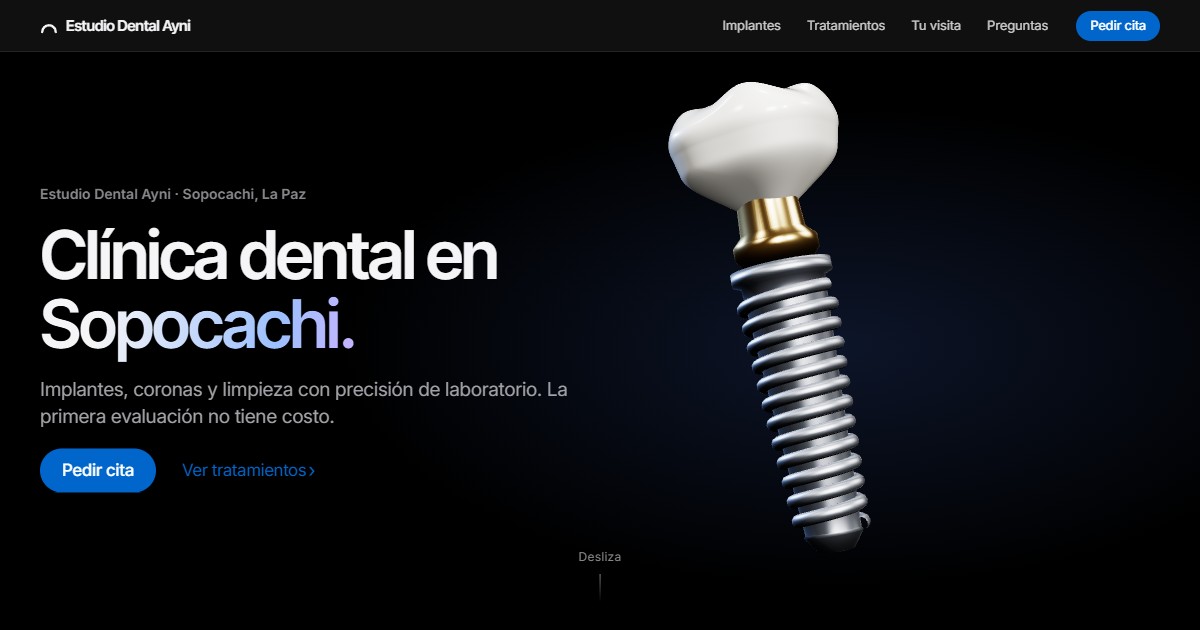 Estudio Dental Ayni
Implantes
Tratamientos
Tu visita
Preguntas
Pedir cita
Estudio Dental Ayni · Sopocachi, La Paz
Clínica dental en
Sopocachi.
Implantes, coronas y limpieza con precisión de laboratorio. La
primera evaluación no tiene costo.
Pedir cita
Ver tratamientos ›
Desliza